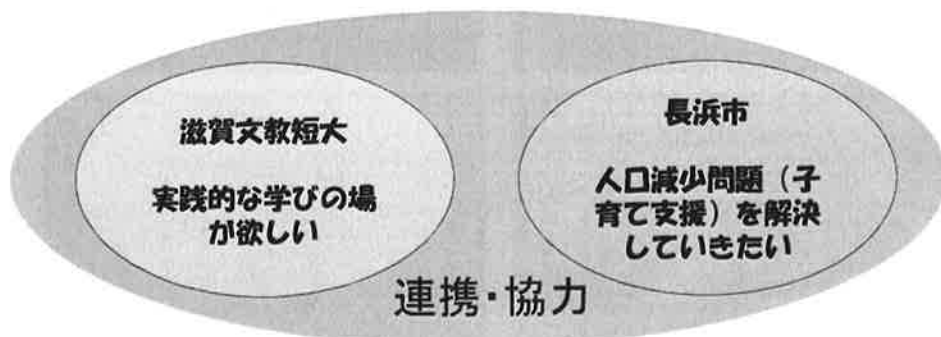 滋賀文教短大
実践的な学びの場
が欲しい
長浜市
人口減少問題（子
育て支援）を解決
していきたい
連携・協力